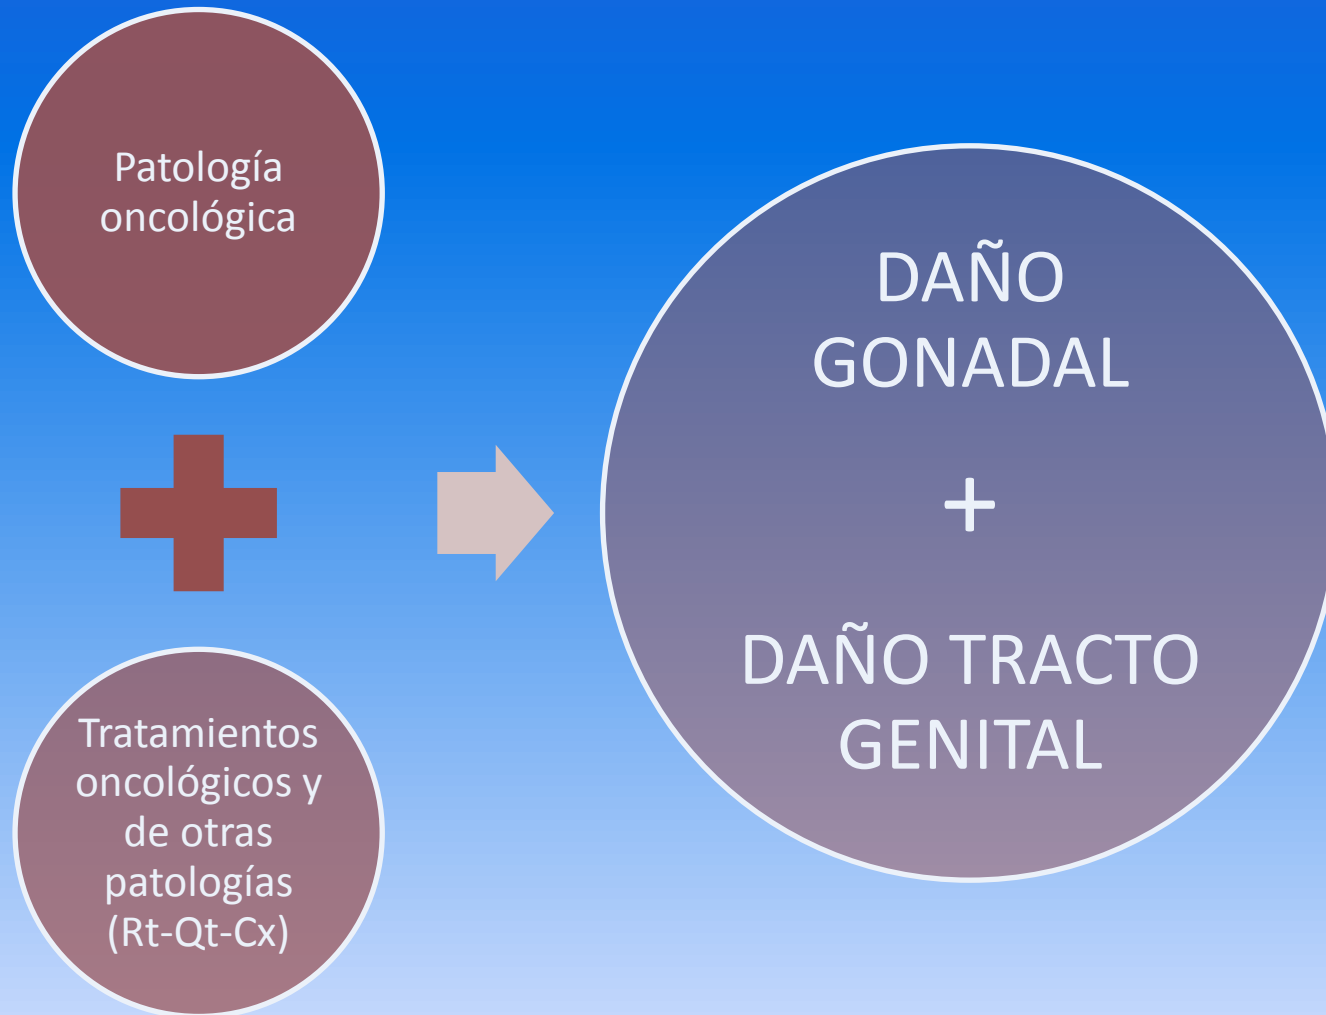 Patología
oncológica
Tratamientos
oncológicos y
de otras
patologías
(Rt-Qt-Cx)
DAÑO
GONADAL
+
DAÑO TRACTO
GENITAL